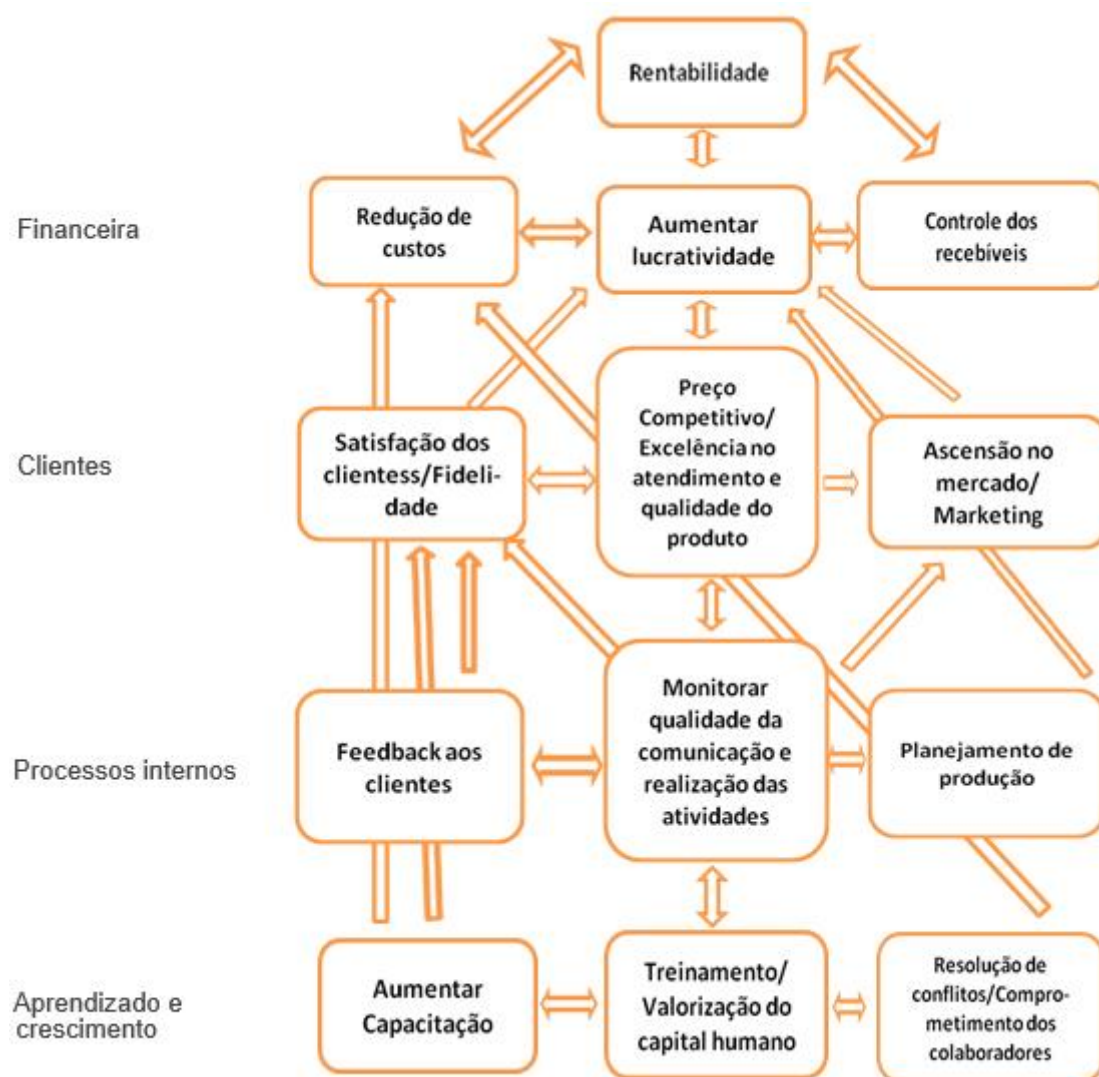 Rentabilidade
Financeira
Redução de
custos
Aumentar
lucratividade
Controle dos
recebíveis
Clientes
Satisfação dos
clientess/Fideli-
dade
Preço
Competitivo/
Excelência no
atendimento e
qualidade do
produto
Ascensão no
mercado/
Marketing
Processos internos
Feedback aos
clientes
Monitorar
qualidade da
comunicação e
realização das
atividades
Planejamento de
produção
Aprendizado e
crescimento
Aumentar
Capacitação
Treinamento/
Valorização do
capital humano
Resolução de
conflitos/Compro-
metimento dos
colaboradores